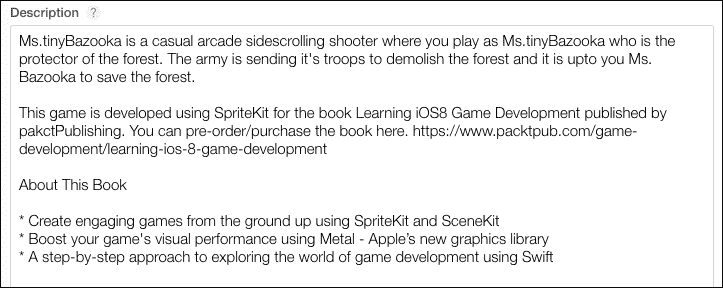 Description ?
Ms.tinyBazooka is a casual arcade sidescrolling shooter where you play as Ms.tinyBazooka who is the
protector of the forest. The army is sending it's troops to demolish the forest and it is upto you Ms.
Bazooka to save the forest.
This game is developed using SpriteKit for the book Learning iOS8 Game Development published by
pakctPublishing. You can pre-order/purchase the book here. https://www.packtpub.com/game-
development/learning-ios-8-game-development
About This Book
* Create engaging games from the ground up using SpriteKit and SceneKit
* Boost your game's visual performance using Metal - Apple’s new graphics library
* A step-by-step approach to exploring the world of game development using Swift